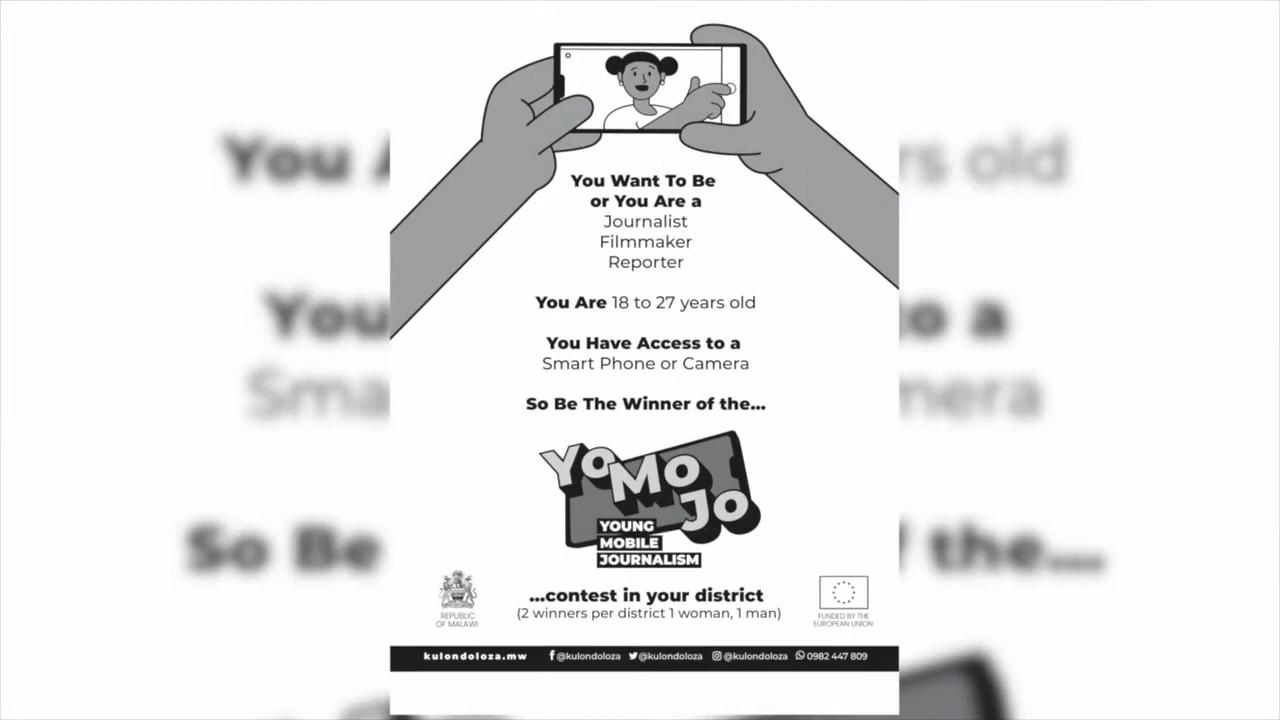 You Want To Be
or You Are a
Journalist
Filmmaker
Reporter
You Are 18 to 27 years old
You Have Access to a
Smart Phone or Camera
So Be The Winner of the...
YoMoJo
YOUNG
MOBILE
JOURNALISM
...contest in your district
(2 winners per district 1 woman, 1 man)
REPUBLIC
OF MALAWI
FUNDED BY THE
EUROPEAN UNION
kulondoloza.mw @kulondoloza @kulondoloza @kulondoloza 0982 447 809